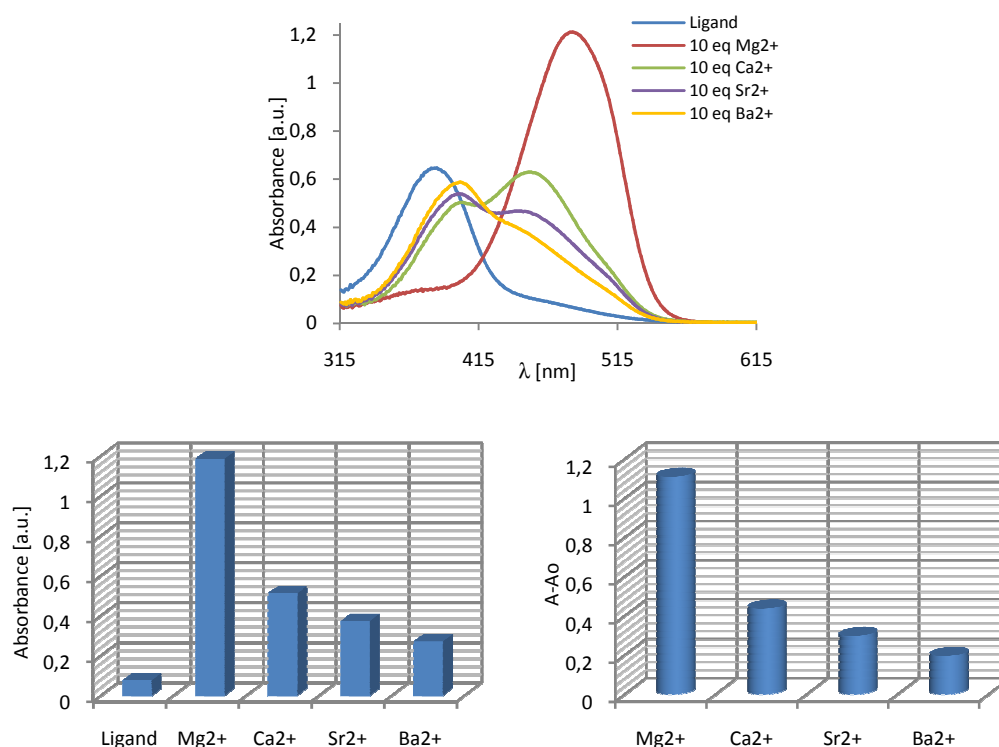 Ligand
10 eq Mg2+
10 eq Ca2+
10 eq Sr2+
10 eq Ba2+
Absorbance [a.u.]
1,2
1
0,8
0,6
0,4
0,2
0
315 415 515 615
λ [nm]
Absorbance [a.u.]
1,2
1
0,8
0,6
0,4
0,2
0
Ligand Mg2+ Ca2+ Sr2+ Ba2+
A-Ao
1,2
1
0,8
0,6
0,4
0,2
0
Mg2+ Ca2+ Sr2+ Ba2+